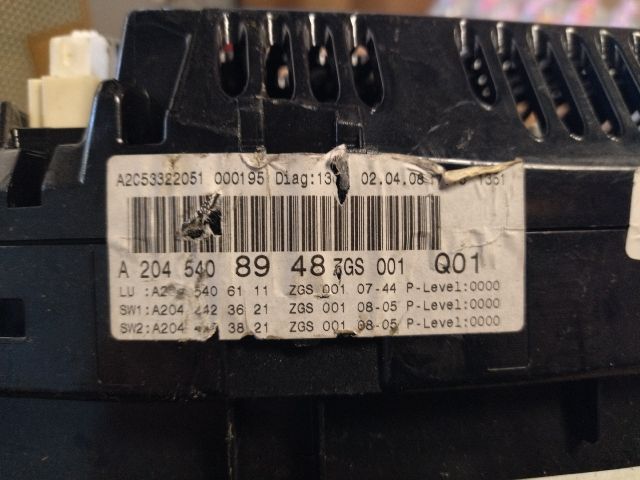 A2C53322051 000195 Diag:13 02.04.08 1351
A 204 540 89 48 ZGS 001 Q01
LU :A2 540 61 11 ZGS 001 07-44 P-Level:0000
SW1:A204 442 36 21 ZGS 001 08-05 P-Level:0000
SW2:A204 38 21 ZGS 001 08-05 P-Level:0000